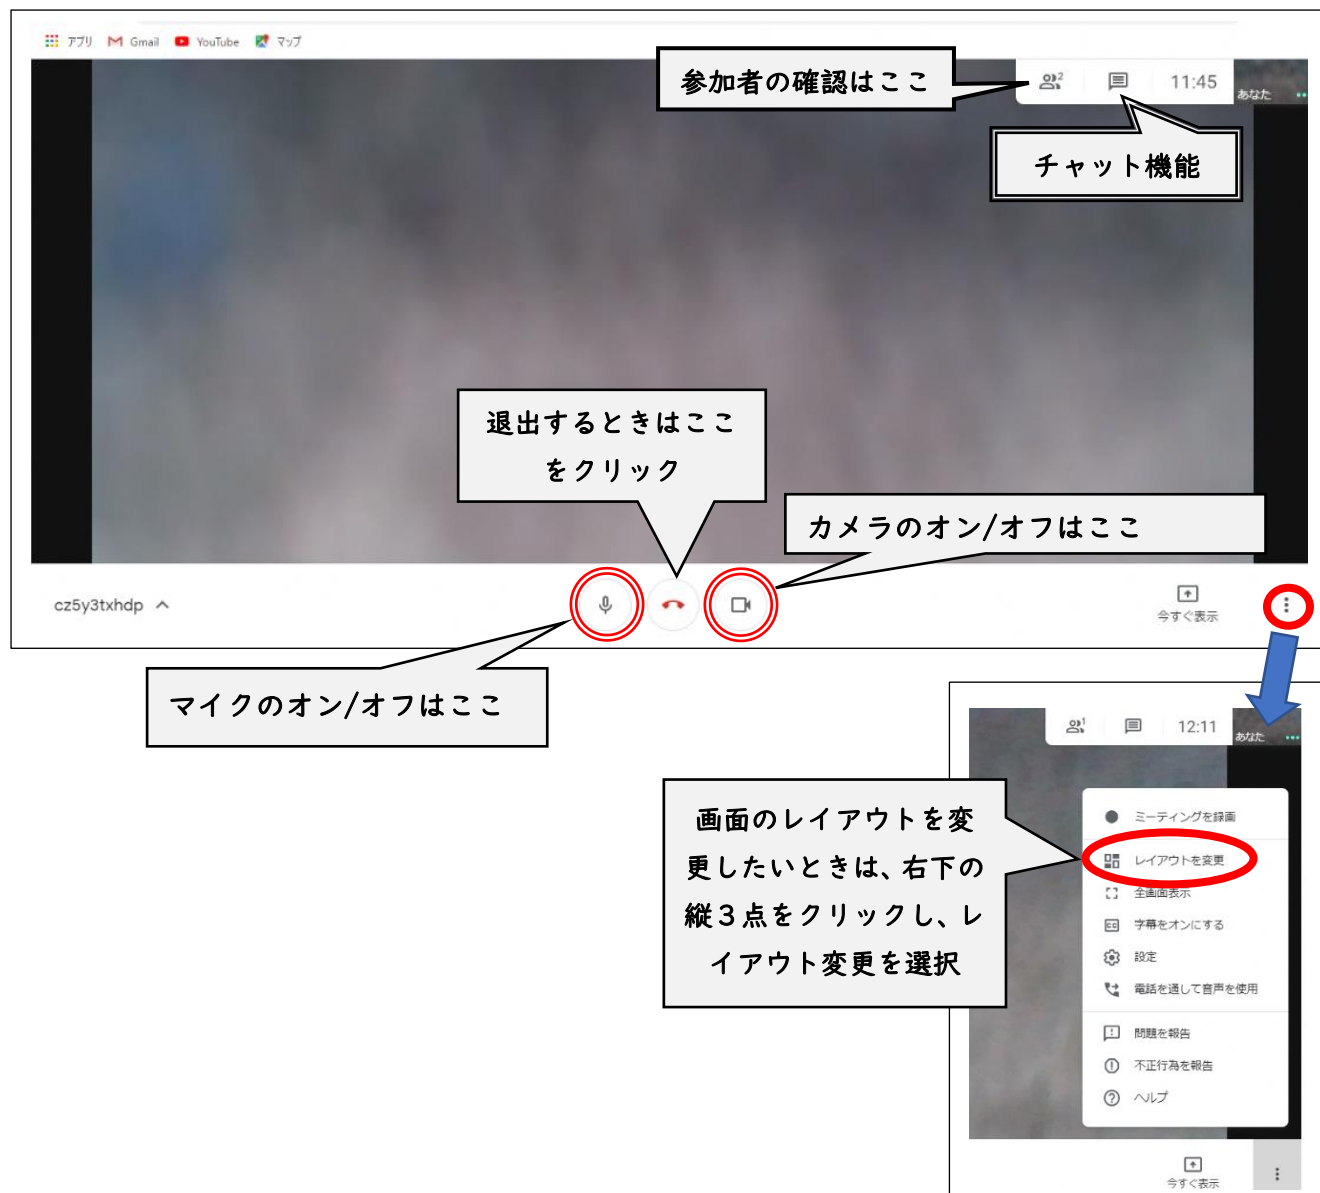 アプリ Gmail YouTube マップ
参加者の確認はここ
2 11:45
あなた
チャット機能
退出するときはここ
をクリック
カメラのオン/オフはここ
cz5y3txhdp
今すぐ表示
マイクのオン/オフはここ
1 12:11
あなた
画面のレイアウトを変
更したいときは、右下の
縦３点をクリックし、レ
イアウト変更を選択
ミーティングを録画
レイアウトを変更
全画面表示
CC 字幕をオンにする
設定
電話を通して音声を使用
問題を報告
不正行為を報告
ヘルプ
今すぐ表示